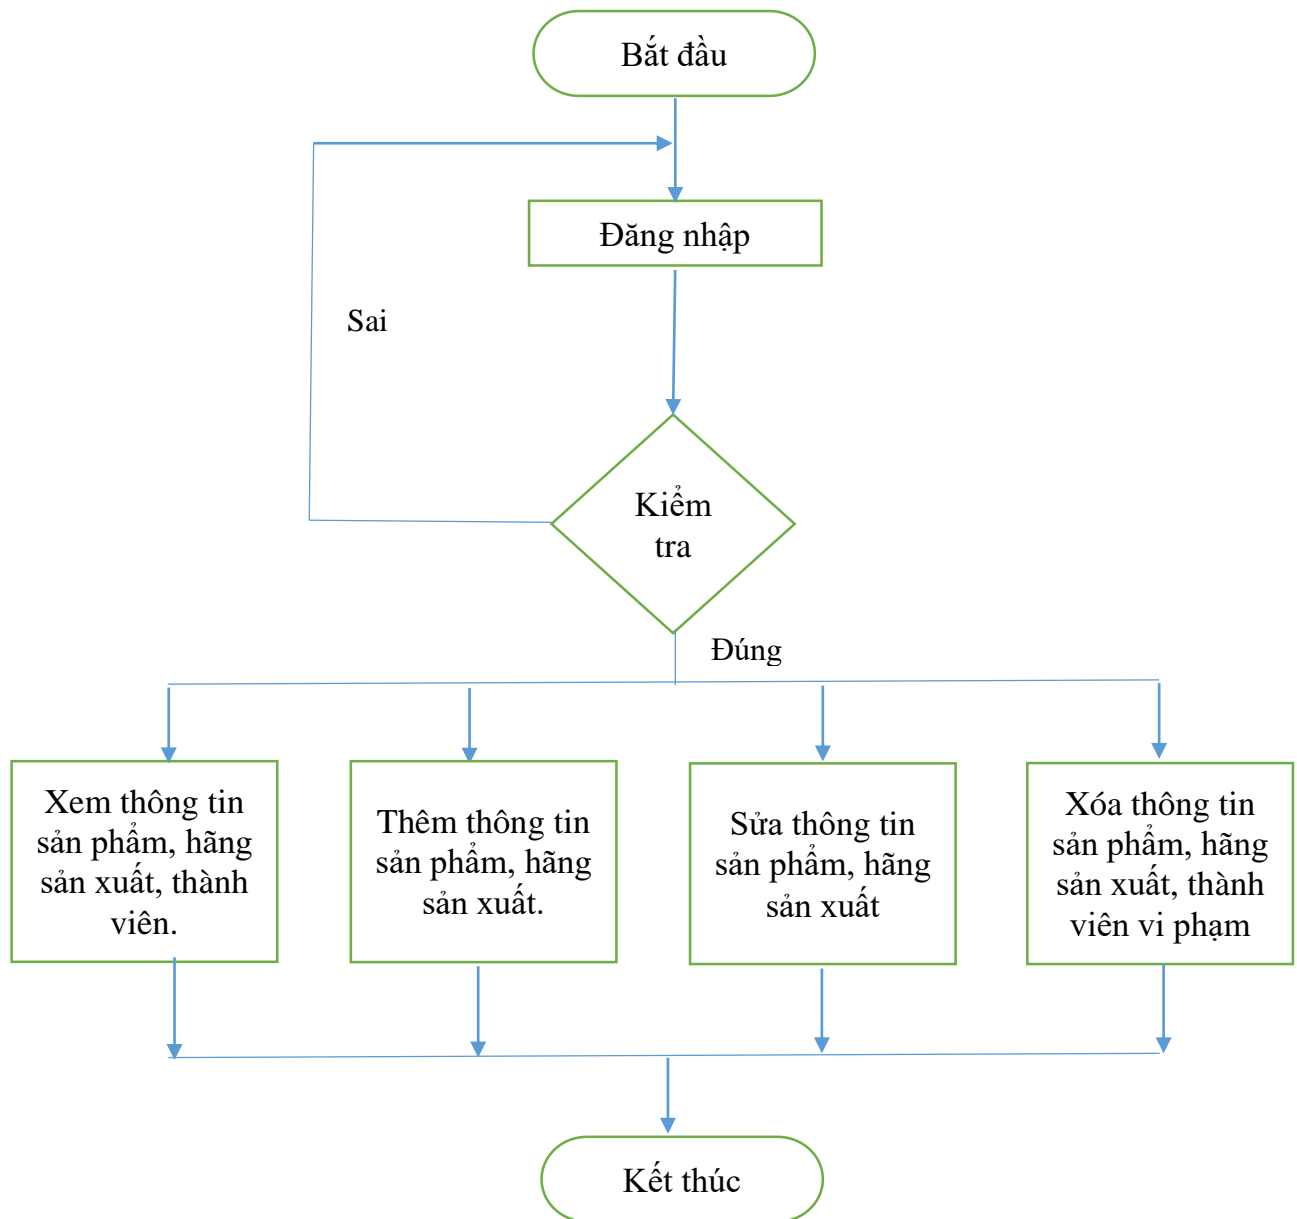 Bắt đầu
Đăng nhập
Sai
Kiểm
tra
Đúng
Xem thông tin
sản phẩm, hãng
sản xuất, thành
viên.
Thêm thông tin
sản phẩm, hãng
sản xuất.
Sửa thông tin
sản phẩm, hãng
sản xuất
Xóa thông tin
sản phẩm, hãng
sản xuất, thành
viên vi phạm
Kết thúc